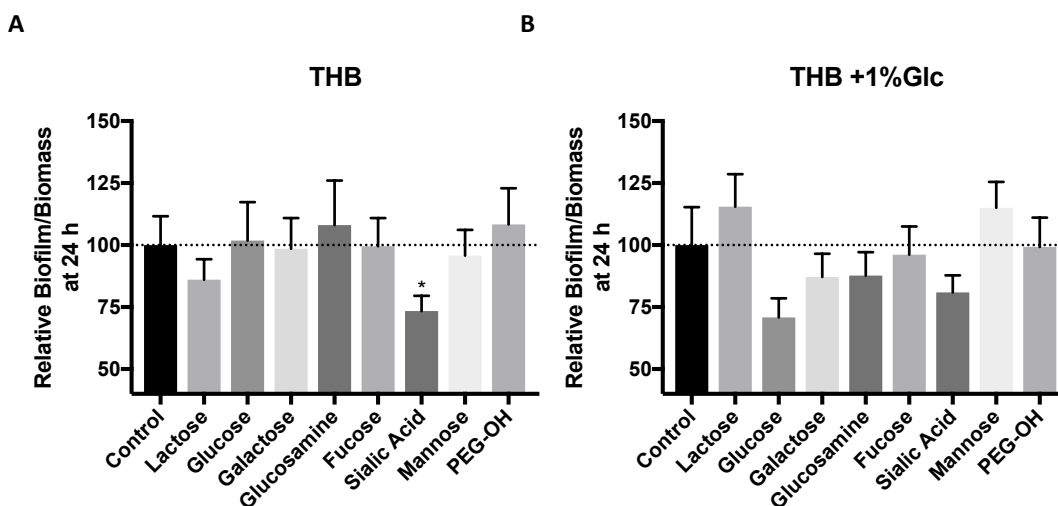 A
THB
Relative Biofilm/Biomass
at 24 h
150
125
100
75
50
*
Control
Lactose
Glucose
Galactose
Glucosamine
Fucose
Sialic Acid
Mannose
PEG-OH
B
THB +1%Glc
Relative Biofilm/Biomass
at 24 h
150
125
100
75
50
Control
Lactose
Glucose
Galactose
Glucosamine
Fucose
Sialic Acid
Mannose
PEG-OH